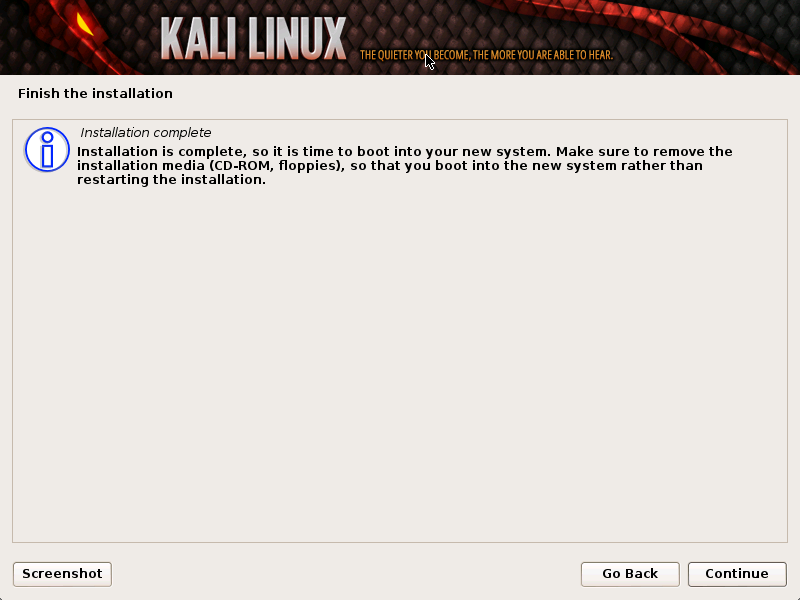 KALI LINUX THE QUIETER YOU BECOME, THE MORE YOU ARE ABLE TO HEAR.
Finish the installation
Installation complete
Installation is complete, so it is time to boot into your new system. Make sure to remove the
installation media (CD-ROM, floppies), so that you boot into the new system rather than
restarting the installation.
Screenshot Go Back Continue